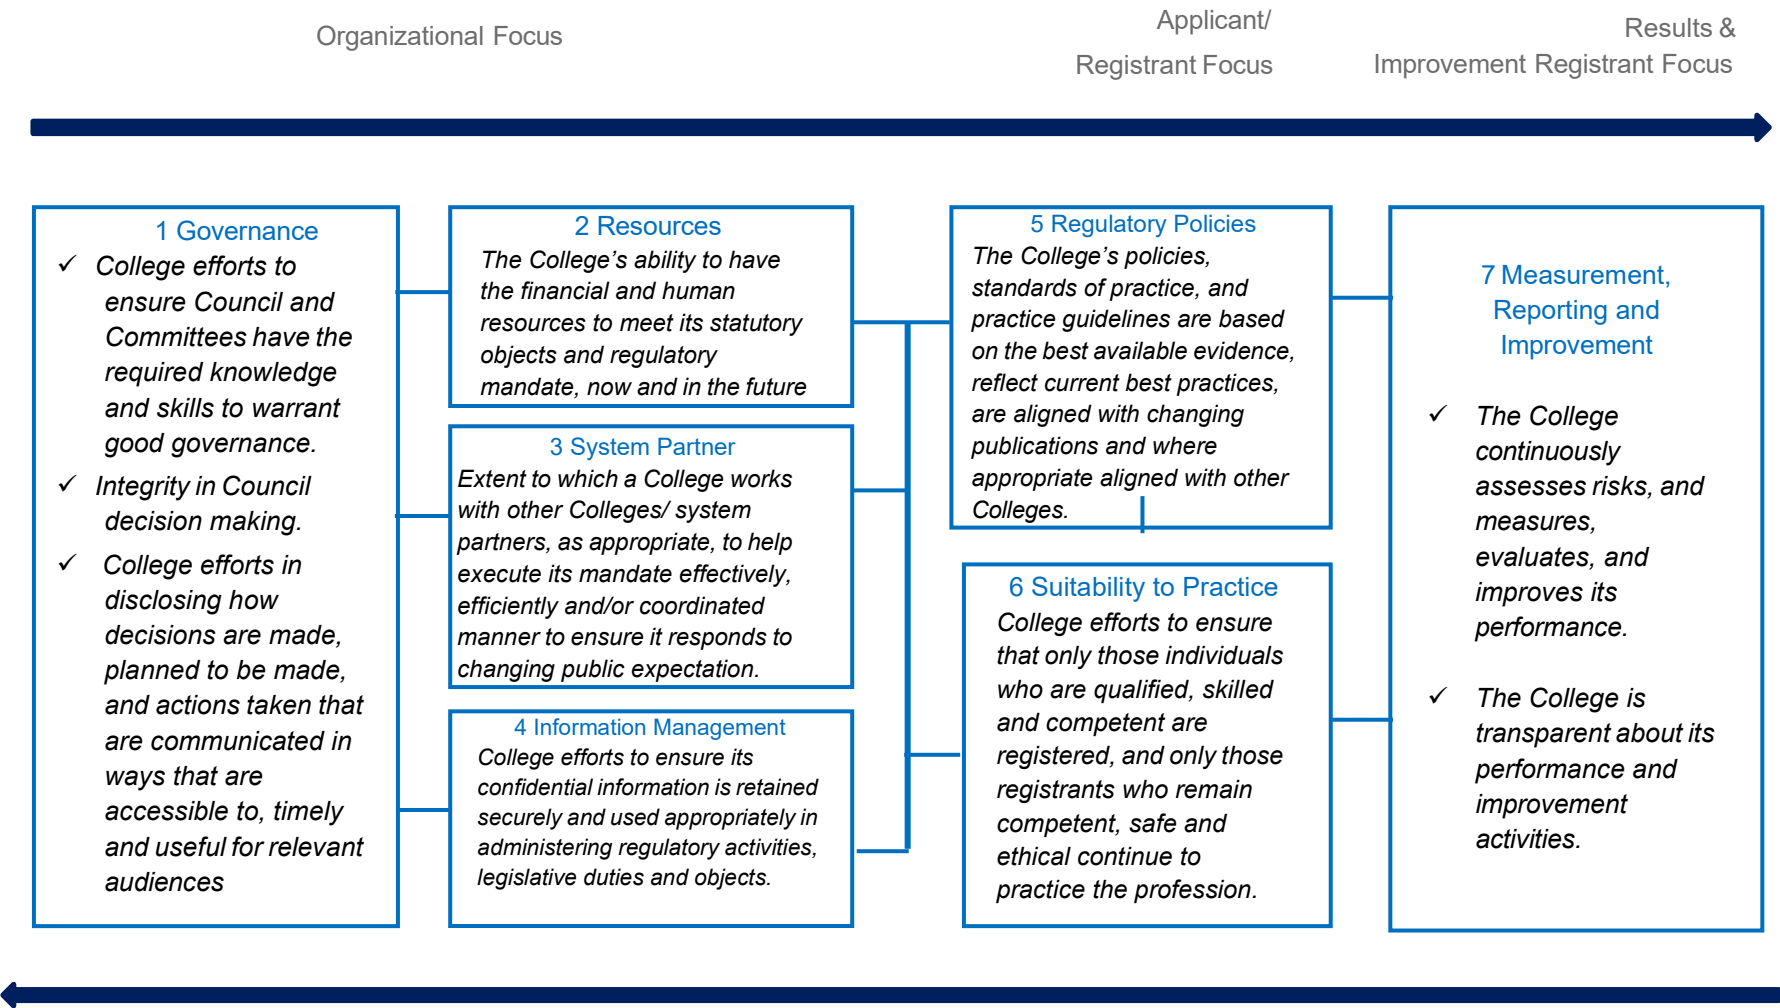 Organizational Focus
Applicant/
Registrant Focus
Results &
Improvement Registrant Focus
1 Governance
✓ College efforts to
ensure Council and
Committees have the
required knowledge
and skills to warrant
good governance.
✓ Integrity in Council
decision making.
✓ College efforts in
disclosing how
decisions are made,
planned to be made,
and actions taken that
are communicated in
ways that are
accessible to, timely
and useful for relevant
audiences
2 Resources
The College’s ability to have
the financial and human
resources to meet its statutory
objects and regulatory
mandate, now and in the future
3 System Partner
Extent to which a College works
with other Colleges/ system
partners, as appropriate, to help
execute its mandate effectively,
efficiently and/or coordinated
manner to ensure it responds to
changing public expectation.
4 Information Management
College efforts to ensure its
confidential information is retained
securely and used appropriately in
administering regulatory activities,
legislative duties and objects.
5 Regulatory Policies
The College’s policies,
standards of practice, and
practice guidelines are based
on the best available evidence,
reflect current best practices,
are aligned with changing
publications and where
appropriate aligned with other
Colleges.
6 Suitability to Practice
College efforts to ensure
that only those individuals
who are qualified, skilled
and competent are
registered, and only those
registrants who remain
competent, safe and
ethical continue to
practice the profession.
7 Measurement,
Reporting and
Improvement
✓ The College
continuously
assesses risks, and
measures,
evaluates, and
improves its
performance.
✓ The College is
transparent about its
performance and
improvement
activities.